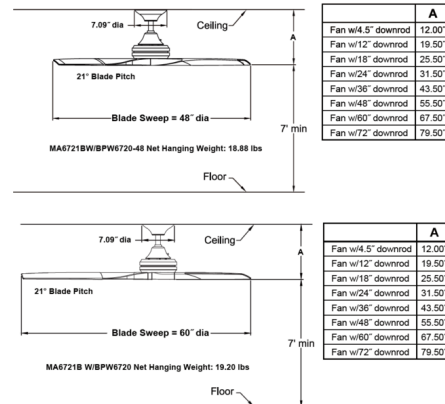 7.09" dia
Ceiling
A
21° Blade Pitch
Blade Sweep = 48" dia
7' min
MA6721BW/BPW6720-48 Net Hanging Weight: 18.88 lbs
Floor
A
Fan w/4.5" downrod 12.00"
Fan w/12" downrod 19.50"
Fan w/18" downrod 25.50"
Fan w/24" downrod 31.50"
Fan w/36" downrod 43.50"
Fan w/48" downrod 55.50"
Fan w/60" downrod 67.50"
Fan w/72" downrod 79.50"
7.09" dia
Ceiling
A
21° Blade Pitch
Blade Sweep = 60" dia
7' min
MA6721B W/BPW6720 Net Hanging Weight: 19.20 lbs
Floor
A
Fan w/4.5" downrod 12.00"
Fan w/12" downrod 19.50"
Fan w/18" downrod 25.50"
Fan w/24" downrod 31.50"
Fan w/36" downrod 43.50"
Fan w/48" downrod 55.50"
Fan w/60" downrod 67.50"
Fan w/72" downrod 79.50"